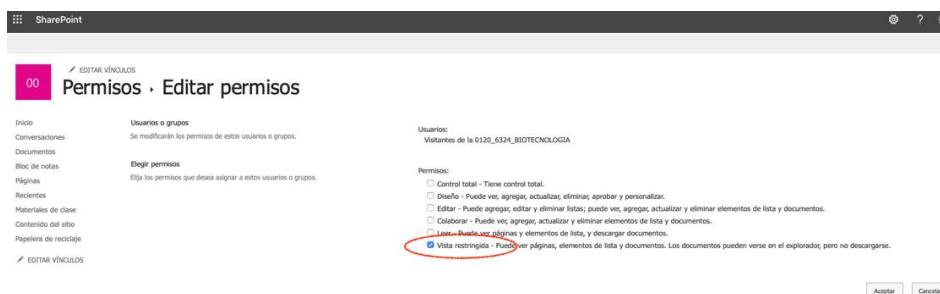 SharePoint
?
EDITAR VÍNCULOS
00
Permisos › Editar permisos
Inicio
Conversaciones
Documentos
Bloc de notas
Páginas
Recientes
Materiales de clase
Contenido del sitio
Papelera de reciclaje
EDITAR VÍNCULOS
Usuarios o grupos
Se modificarán los permisos de estos usuarios o grupos.
Elegir permisos
Elija los permisos que desea asignar a estos usuarios o grupos.
Usuarios:
Visitantes de la 0120_6324_BIOTECNOLOGIA
Permisos:
Control total - Tiene control total.
Diseño - Puede ver, agregar, actualizar, eliminar, aprobar y personalizar.
Editar - Puede agregar, editar y eliminar listas; puede ver, agregar, actualizar y eliminar elementos de lista y documentos.
Colaborar - Puede ver, agregar, actualizar y eliminar elementos de lista y documentos.
Leer - Puede ver páginas y elementos de lista, y descargar documentos.
Vista restringida - Puede ver páginas, elementos de lista y documentos. Los documentos pueden verse en el explorador, pero no descargarse.
Aceptar
Cancela